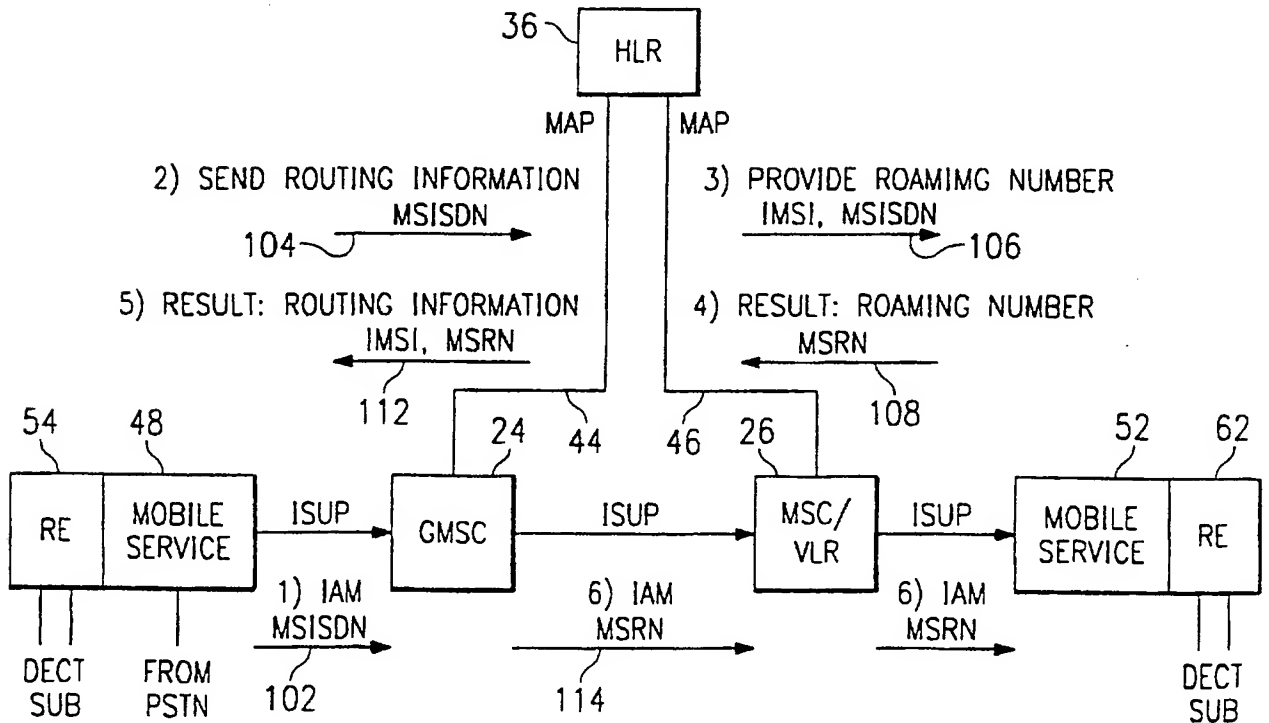 36
HLR
MAP MAP
2) SEND ROUTING INFORMATION
MSISDN
104
3) PROVIDE ROAMIMG NUMBER
IMSI, MSISDN
106
5) RESULT: ROUTING INFORMATION
IMSI, MSRN
112
4) RESULT: ROAMING NUMBER
MSRN
108
54 48 24 44 46 26 52 62
RE
MOBILE
SERVICE
ISUP
GMSC
ISUP
MSC/
VLR
ISUP
MOBILE
SERVICE
RE
1) IAM
MSISDN
102
6) IAM
MSRN
114
6) IAM
MSRN
DECT
SUB
FROM
PSTN
DECT
SUB